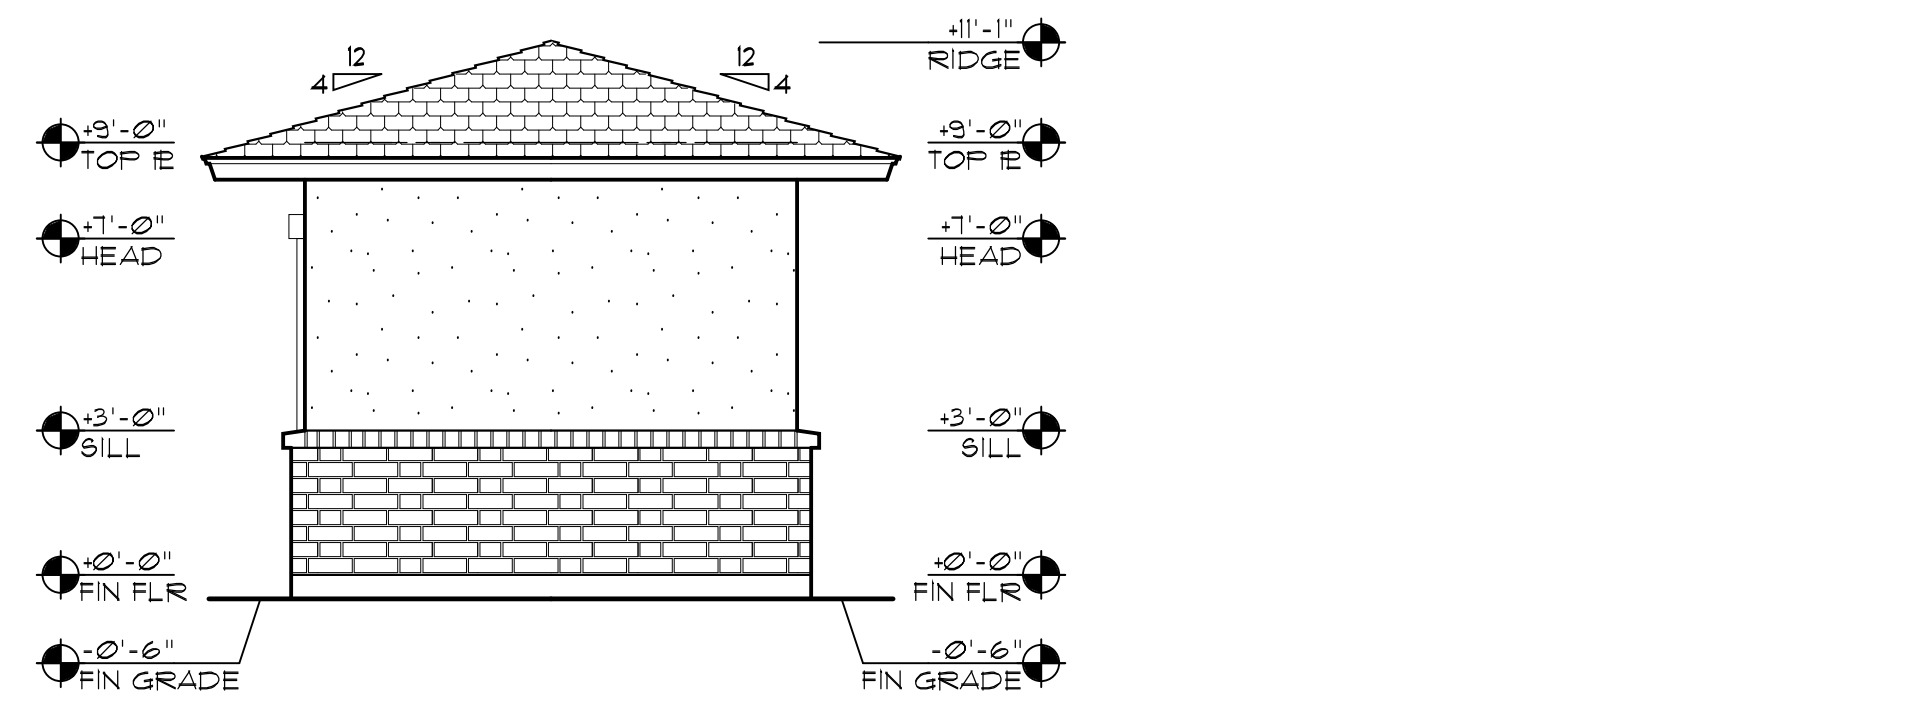 +11'-1"
RIDGE
12
4
12
4
+9'-0"
TOP PL
+9'-0"
TOP PL
+7'-0"
HEAD
+7'-0"
HEAD
+3'-0"
SILL
+3'-0"
SILL
+0'-0"
FIN FLR
+0'-0"
FIN FLR
-0'-6"
FIN GRADE
-0'-6"
FIN GRADE